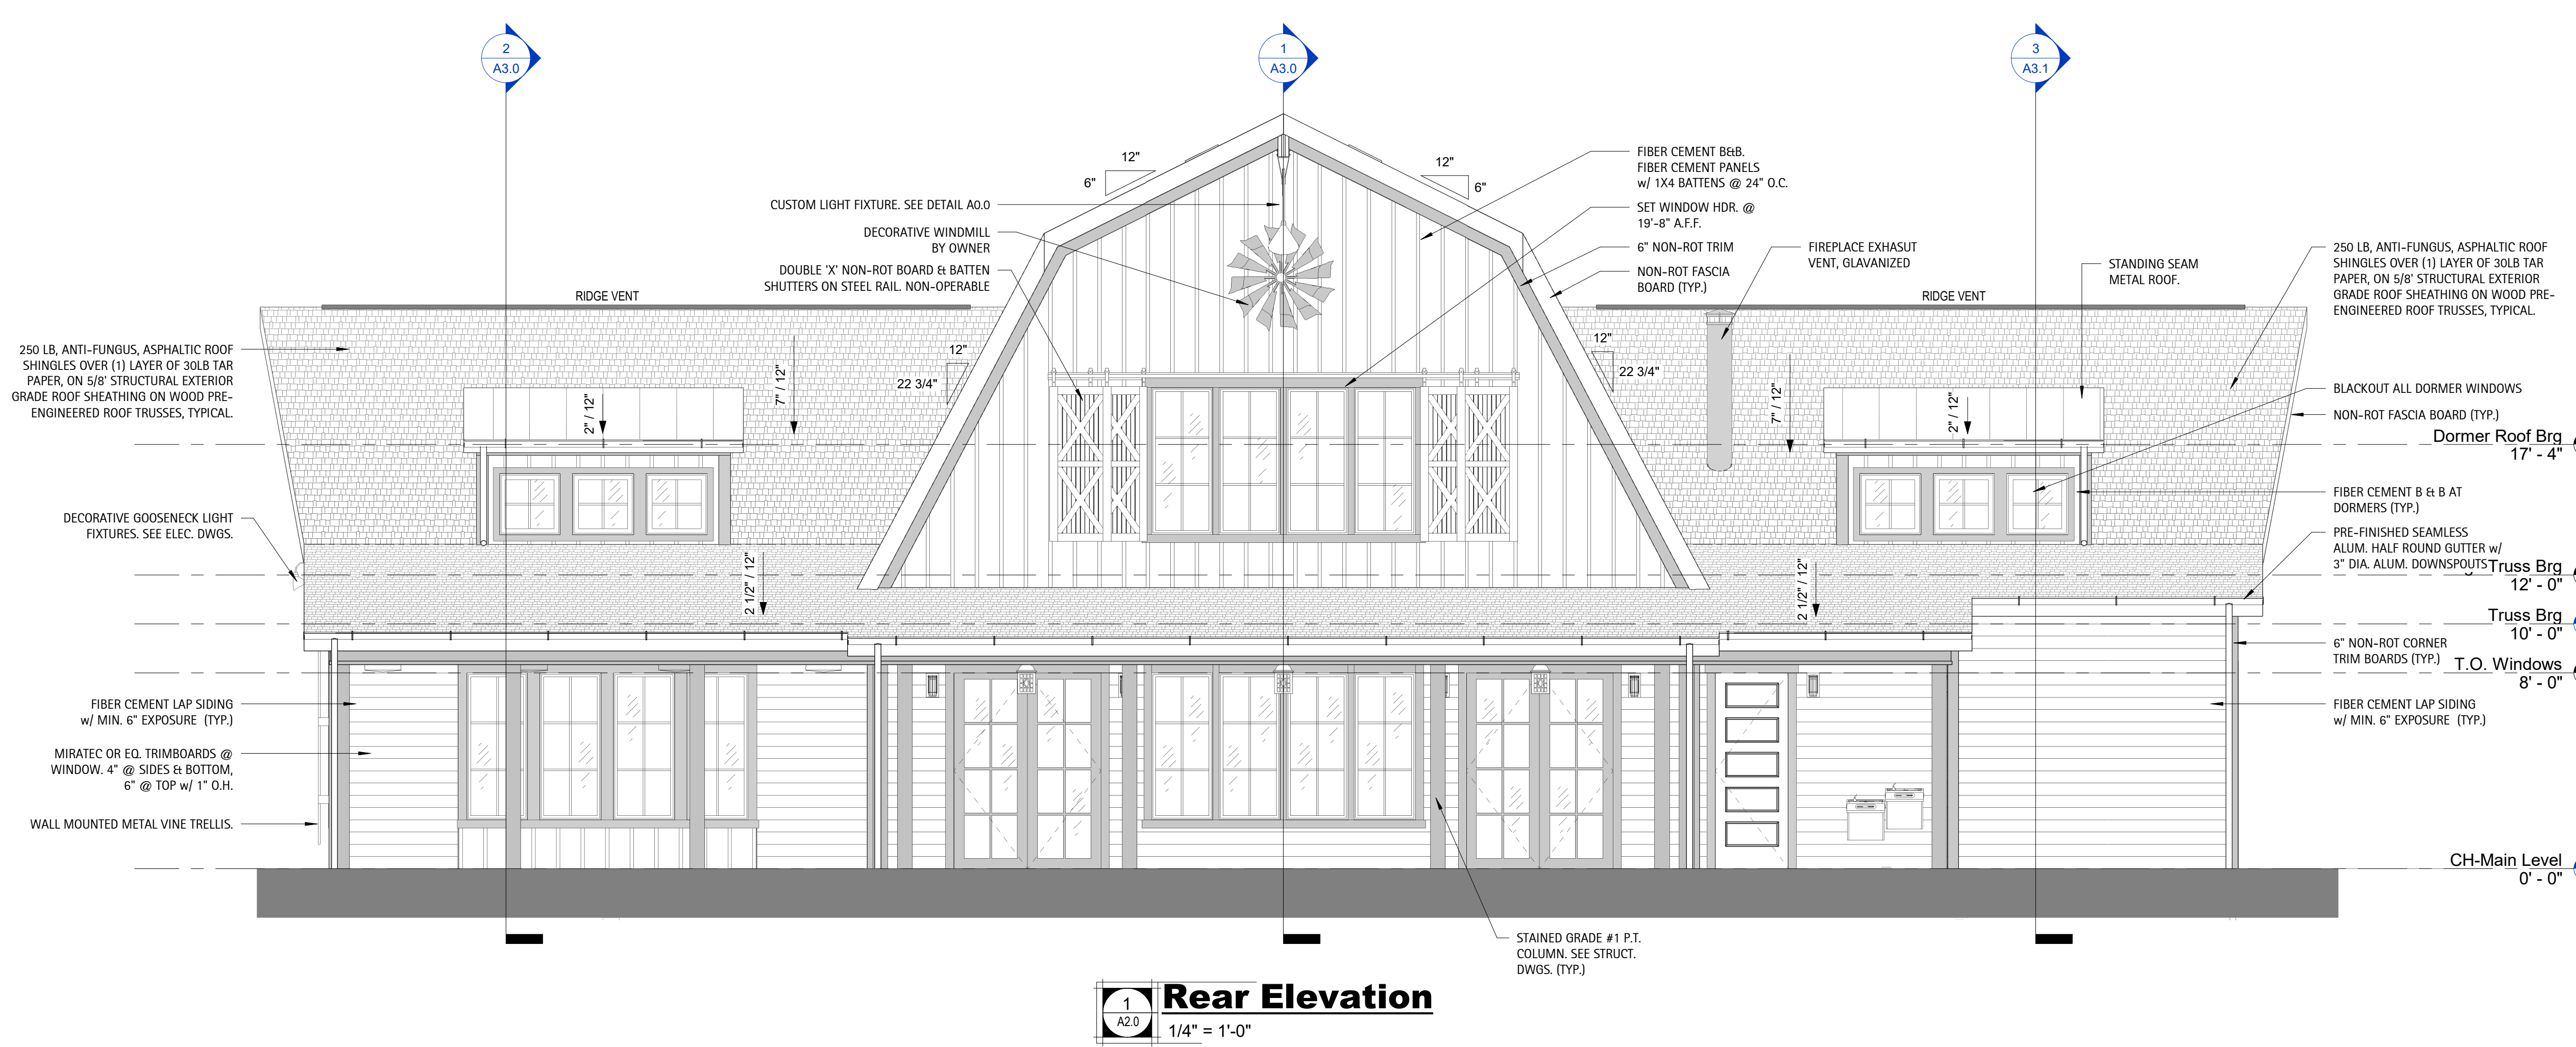 2
A3.0
1
A3.0
3
A3.1
12"
6"
12"
6"
CUSTOM LIGHT FIXTURE. SEE DETAIL A0.0
DECORATIVE WINDMILL
BY OWNER
DOUBLE 'X' NON-ROT BOARD & BATTEN
SHUTTERS ON STEEL RAIL. NON-OPERABLE
FIBER CEMENT B&B.
FIBER CEMENT PANELS
w/ 1X4 BATTENS @ 24" O.C.
SET WINDOW HDR. @
19'-8" A.F.F.
6" NON-ROT TRIM
NON-ROT FASCIA
BOARD (TYP.)
FIREPLACE EXHASUT
VENT, GLAVANIZED
STANDING SEAM
METAL ROOF.
250 LB, ANTI-FUNGUS, ASPHALTIC ROOF
SHINGLES OVER (1) LAYER OF 30LB TAR
PAPER, ON 5/8' STRUCTURAL EXTERIOR
GRADE ROOF SHEATHING ON WOOD PRE-
ENGINEERED ROOF TRUSSES, TYPICAL.
RIDGE VENT
RIDGE VENT
250 LB, ANTI-FUNGUS, ASPHALTIC ROOF
SHINGLES OVER (1) LAYER OF 30LB TAR
PAPER, ON 5/8' STRUCTURAL EXTERIOR
GRADE ROOF SHEATHING ON WOOD PRE-
ENGINEERED ROOF TRUSSES, TYPICAL.
12"
22 3/4"
12"
22 3/4"
7" / 12"
2" / 12"
7" / 12"
2" / 12"
BLACKOUT ALL DORMER WINDOWS
NON-ROT FASCIA BOARD (TYP.)
Dormer Roof Brg
17' - 4"
FIBER CEMENT B & B AT
DORMERS (TYP.)
DECORATIVE GOOSENECK LIGHT
FIXTURES. SEE ELEC. DWGS.
PRE-FINISHED SEAMLESS
ALUM. HALF ROUND GUTTER w/
3" DIA. ALUM. DOWNSPOUTS
Truss Brg
12' - 0"
2 1/2" / 12"
2 1/2" / 12"
Truss Brg
10' - 0"
6" NON-ROT CORNER
TRIM BOARDS (TYP.)
T.O. Windows
8' - 0"
FIBER CEMENT LAP SIDING
w/ MIN. 6" EXPOSURE (TYP.)
FIBER CEMENT LAP SIDING
w/ MIN. 6" EXPOSURE (TYP.)
MIRATEC OR EQ. TRIMBOARDS @
WINDOW. 4" @ SIDES & BOTTOM,
6" @ TOP w/ 1" O.H.
WALL MOUNTED METAL VINE TRELLIS.
CH-Main Level
0' - 0"
STAINED GRADE #1 P.T.
COLUMN. SEE STRUCT.
DWGS. (TYP.)
1
A2.0
Rear Elevation
1/4" = 1'-0"